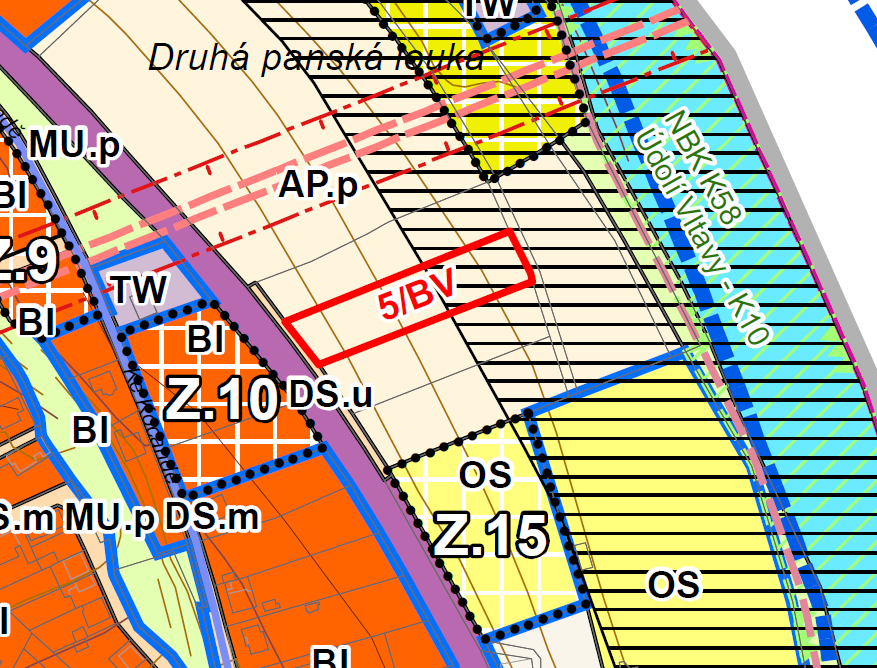 TW
Druhá panská louka
MU.p
BI
AP.p
NBK K58
Údolí Vltavy - K10
Z.9
TW
5/BV
BI
BI
Z.10
DS.u
BI
OS
S.m
MU.p
DS.m
Z.15
OS
BI